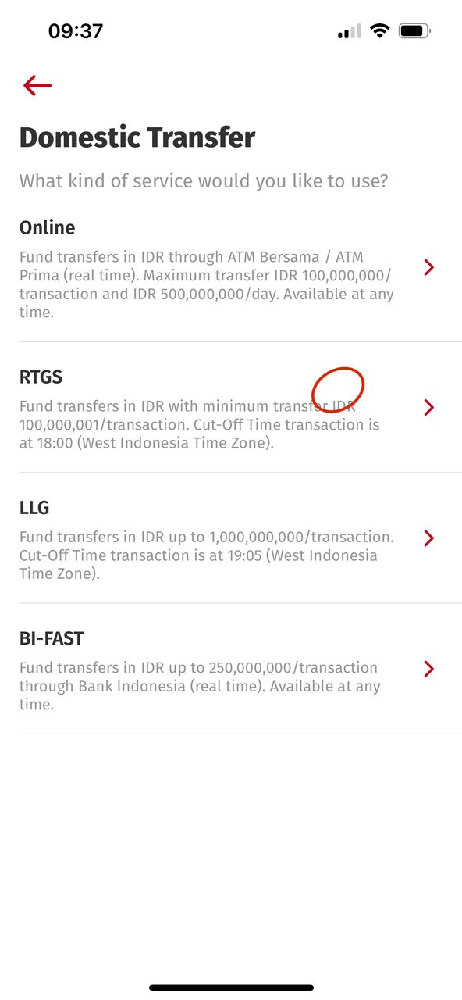 09:37
Domestic Transfer
What kind of service would you like to use?
Online
Fund transfers in IDR through ATM Bersama / ATM
Prima (real time). Maximum transfer IDR 100,000,000/
transaction and IDR 500,000,000/day. Available at any
time.
RTGS
Fund transfers in IDR with minimum transfer IDR
100,000,001/transaction. Cut-Off Time transaction is
at 18:00 (West Indonesia Time Zone).
LLG
Fund transfers in IDR up to 1,000,000,000/transaction.
Cut-Off Time transaction is at 19:05 (West Indonesia
Time Zone).
BI-FAST
Fund transfers in IDR up to 250,000,000/transaction
through Bank Indonesia (real time). Available at any
time.